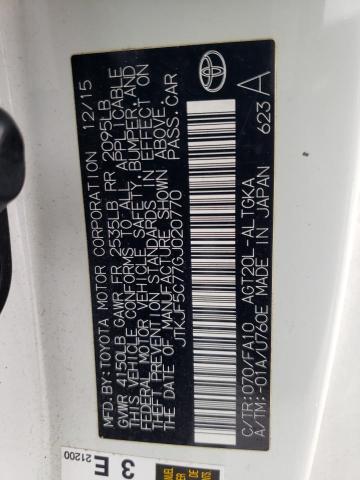 MFD.BY:TOYOTA MOTOR CORPORATION 12/15
GVWR 4150LB GAWR FR 2535LB RR 2095LB
THIS VEHICLE CONFORMS TO ALL APPLICABLE
FEDERAL MOTOR VEHICLE SAFETY, BUMPER, AND
THEFT PREVENTION STANDARDS IN EFFECT ON
THE DATE OF MANUFACTURE SHOWN ABOVE.
JTKJF5C77GJ020770 PASS.CAR
C/TR:070/FA10 AGT20L-ALTGKA
A/TM:-01A/U760E MADE IN JAPAN 623 A
21200
3 E